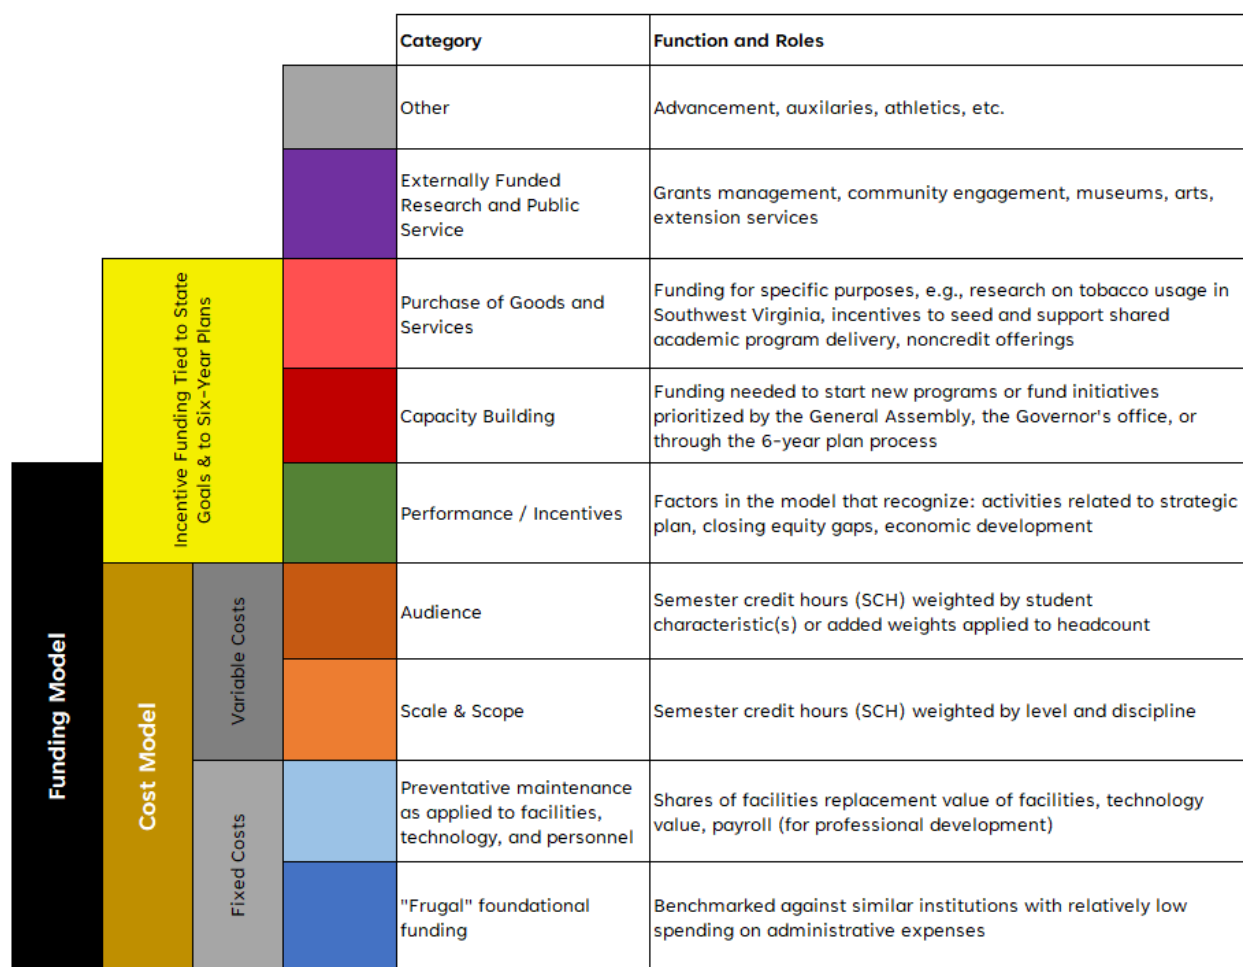 Category
Function and Roles
Other
Advancement, auxilaries, athletics, etc.
Externally Funded
Research and Public
Service
Grants management, community engagement, museums, arts,
extension services
Incentive Funding Tied to State
Goals & to Six-Year Plans
Purchase of Goods and
Services
Funding for specific purposes, e.g., research on tobacco usage in
Southwest Virginia, incentives to seed and support shared
academic program delivery, noncredit offerings
Capacity Building
Funding needed to start new programs or fund initiatives
prioritized by the General Assembly, the Governor's office, or
through the 6-year plan process
Performance / Incentives
Factors in the model that recognize: activities related to strategic
plan, closing equity gaps, economic development
Funding Model
Cost Model
Variable Costs
Audience
Semester credit hours (SCH) weighted by student
characteristic(s) or added weights applied to headcount
Scale & Scope
Semester credit hours (SCH) weighted by level and discipline
Fixed Costs
Preventative maintenance
as applied to facilities,
technology, and personnel
Shares of facilities replacement value of facilities, technology
value, payroll (for professional development)
"Frugal" foundational
funding
Benchmarked against similar institutions with relatively low
spending on administrative expenses